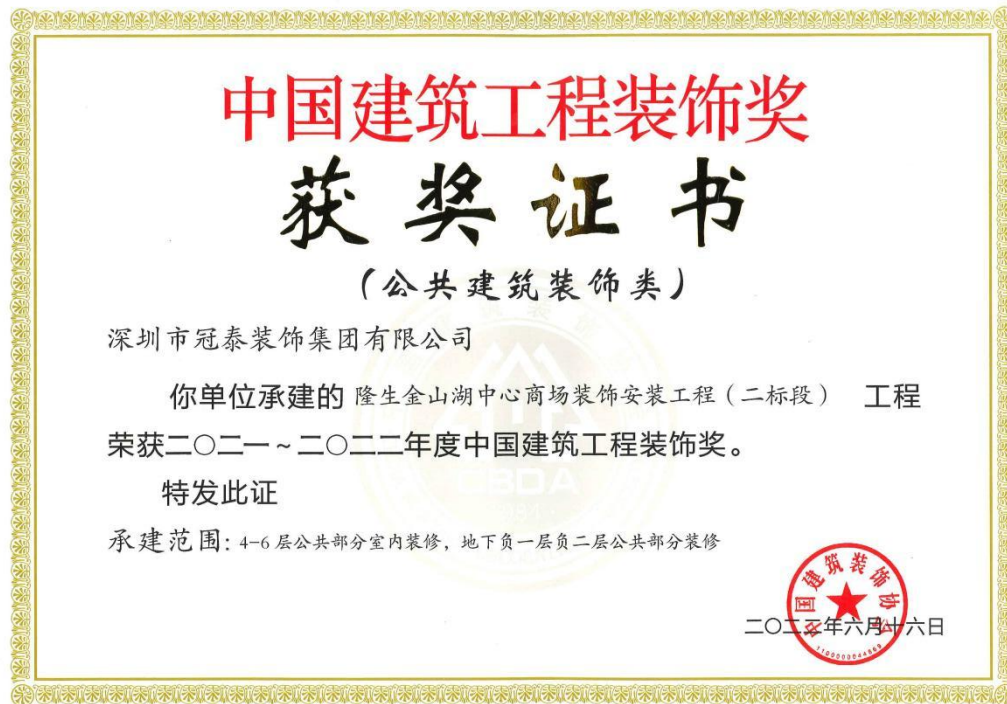 中国建筑工程装饰奖
获奖证书
(公共建筑装饰类)
深圳市冠泰装饰集团有限公司
你单位承建的 隆生金山湖中心商场装饰安装工程(二标段) 工程
荣获二〇二一~二〇二二年度中国建筑工程装饰奖。
特发此证
承建范围: 4-6 层公共部分室内装修, 地下负一层负二层公共部分装修
中国建筑装饰协会
年六月十六日
CBDA